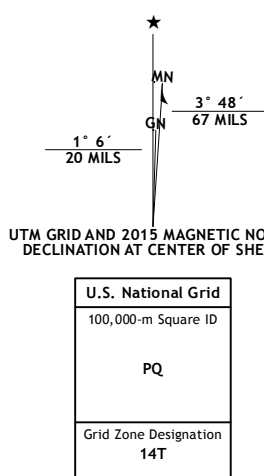 ★
MN
3° 48´
67 MILS
GN
1° 6´
20 MILS
UTM GRID AND 2015 MAGNETIC NO
DECLINATION AT CENTER OF SHE
U.S. National Grid
100,000-m Square ID
PQ
Grid Zone Designation
14T